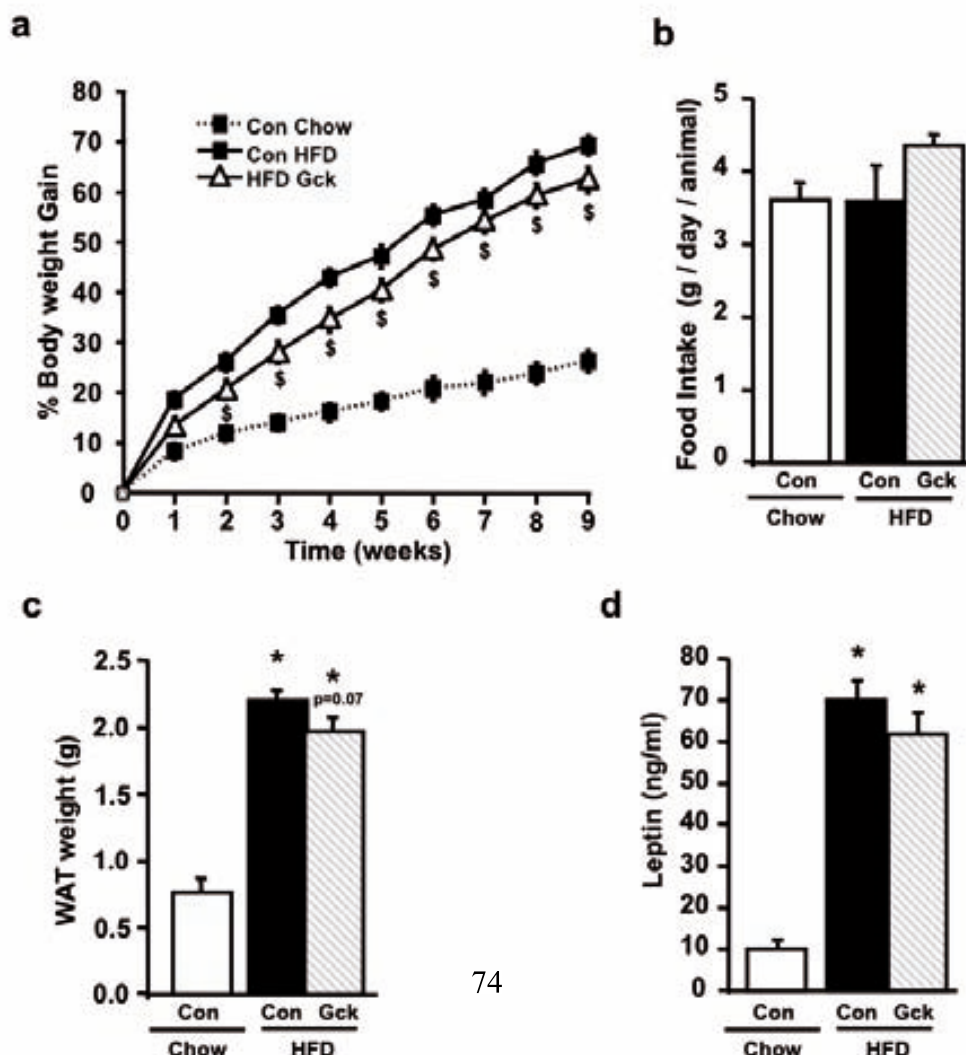 a
% Body weight Gain
80
70
60
50
40
30
20
10
0
Con Chow
Con HFD
HFD Gck
$ $ $ $ $ $ $ $
0 1 2 3 4 5 6 7 8 9
Time (weeks)
b
Food Intake (g / day / animal)
5
4
3
2
1
0
Con Con Gck
Chow HFD
c
WAT weight (g)
2.5
2.0
1.5
1.0
0.5
0.0
*
*
p=0.07
Con Con Gck
Chow HFD
74
d
Leptin (ng/ml)
80
70
60
50
40
30
20
10
0
*
*
Con Con Gck
Chow HFD